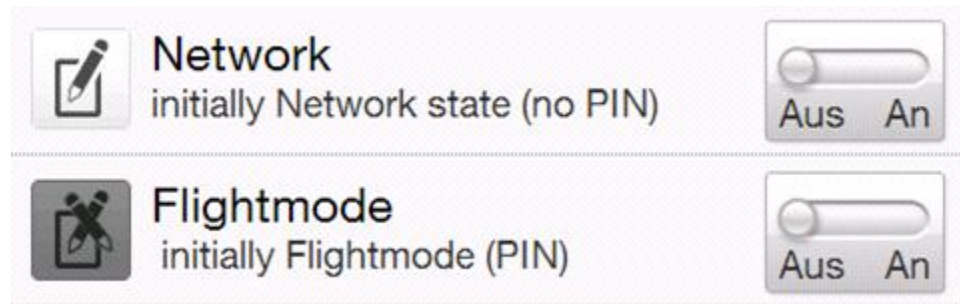 Network
initially Network state (no PIN)
Aus An
Flightmode
initially Flightmode (PIN)
Aus An